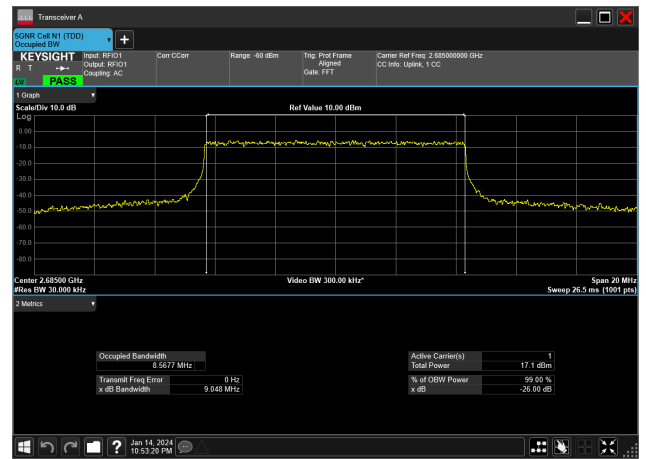 Transceiver A
5GNR Cell N1 (TDD)
Occupied BW
KEYSIGHT
R T
LW
PASS
Input: RFIO1
Output: RFIO1
Coupling: AC
Corr CCorr
Range: -60 dBm
Trig: Prot Frame
Aligned
Gate: FFT
Carrier Ref Freq: 2.685000000 GHz
CC Info: Uplink, 1 CC
1 Graph
Scale/Div 10.0 dB
Ref Value 10.00 dBm
Log
0.00
-10.0
-20.0
-30.0
-40.0
-50.0
-60.0
-70.0
-80.0
Center 2.68500 GHz
Video BW 300.00 kHz*
Span 20 MHz
#Res BW 30.000 kHz
Sweep 26.5 ms (1001 pts)
2 Metrics
Occupied Bandwidth
8.5677 MHz
Active Carrier(s) 1
Total Power 17.1 dBm
Transmit Freq Error 0 Hz
x dB Bandwidth 9.048 MHz
% of OBW Power 99.00 %
x dB -26.00 dB
?
Jan 14, 2024
10:53:20 PM